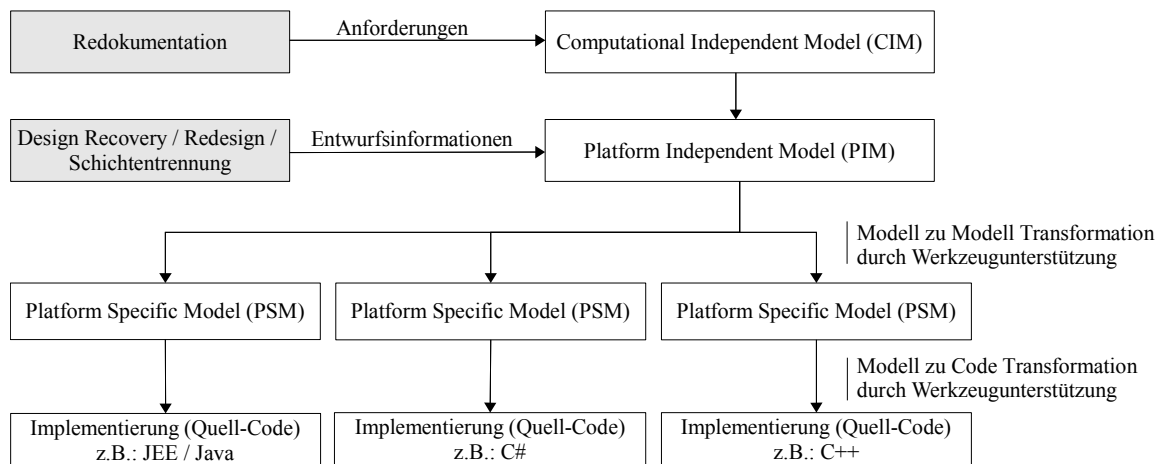 Redokumentation
Anforderungen
Computational Independent Model (CIM)
Design Recovery / Redesign /
Schichtentrennung
Entwurfsinformationen
Platform Independent Model (PIM)
Modell zu Modell Transformation
durch Werkzeugunterstützung
Platform Specific Model (PSM)
Platform Specific Model (PSM)
Platform Specific Model (PSM)
Modell zu Code Transformation
durch Werkzeugunterstützung
Implementierung (Quell-Code)
z.B.: JEE / Java
Implementierung (Quell-Code)
z.B.: C#
Implementierung (Quell-Code)
z.B.: C++